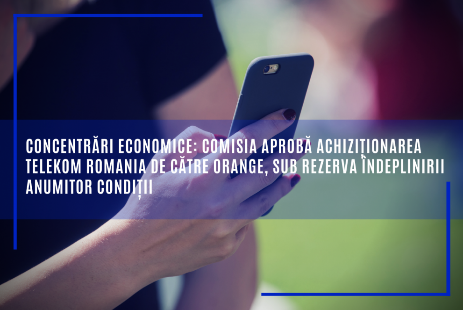 CONCENTRĂRI ECONOMICE: COMISIA APROBĂ ACHIZIȚIONAREA
TELEKOM ROMANIA DE CĂTRE ORANGE, SUB REZERVA ÎNDEPLINIRII
ANUMITOR CONDIȚII